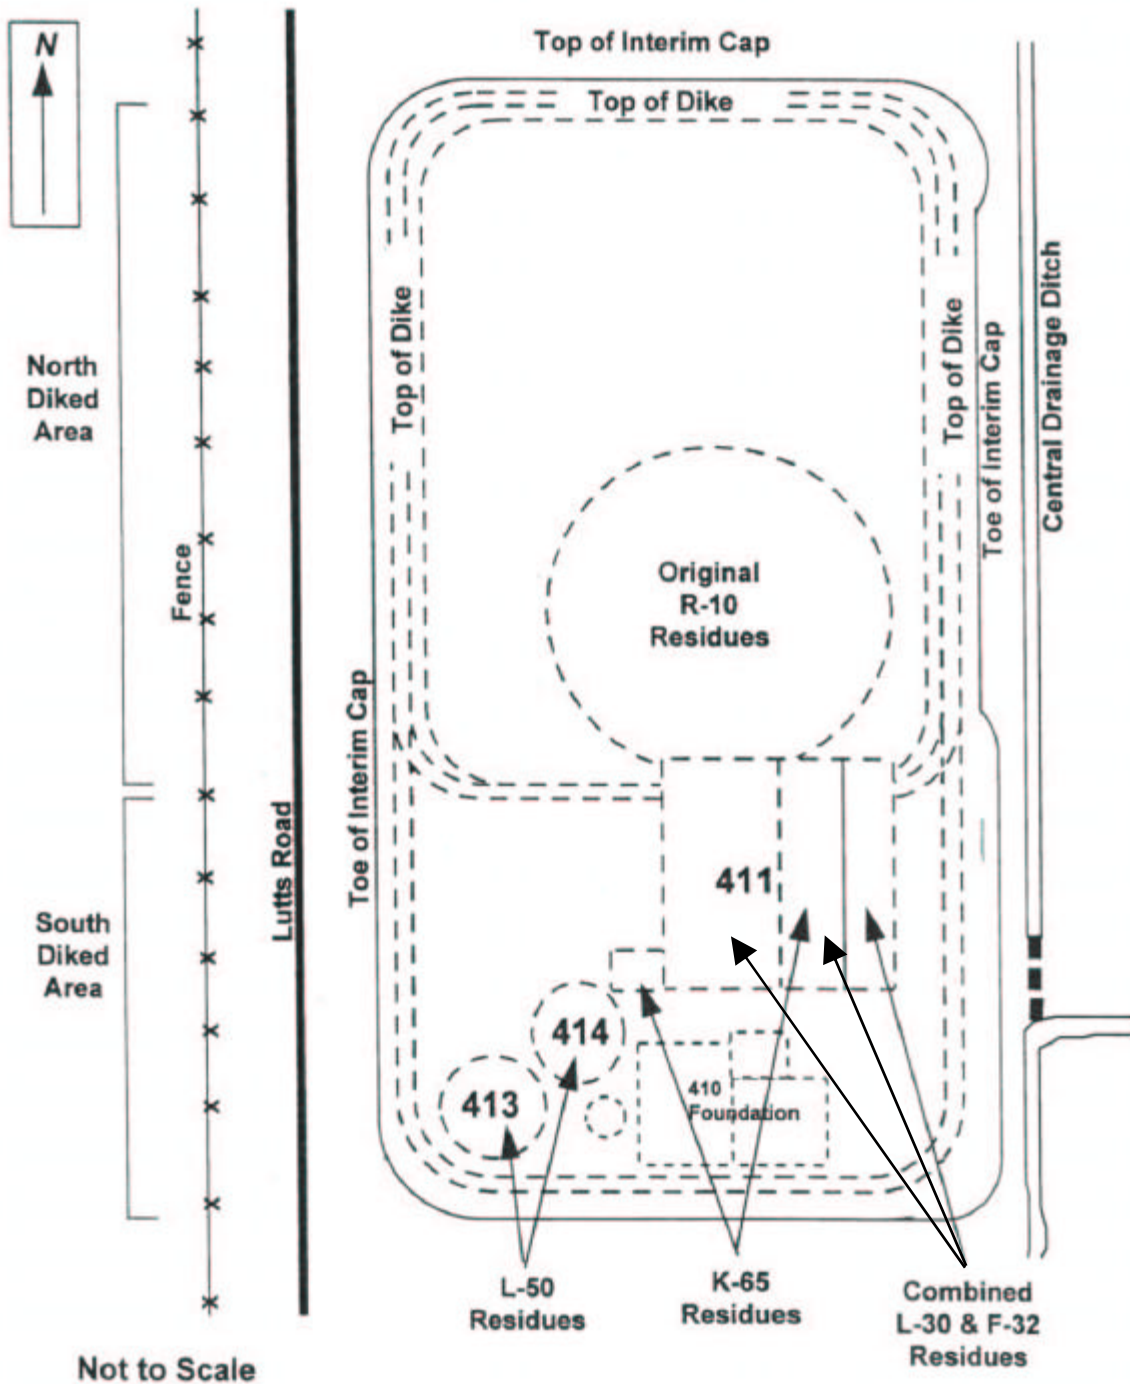 N
Top of Interim Cap
Top of Dike
North
Diked
Area
Fence
Top of Dike
Top of Dike
Toe of Interim Cap
Central Drainage Ditch
Original
R-10
Residues
Toe of Interim Cap
Lutts Road
South
Diked
Area
411
414
413
410
Foundation
L-50
Residues
K-65
Residues
Combined
L-30 & F-32
Residues
Not to Scale